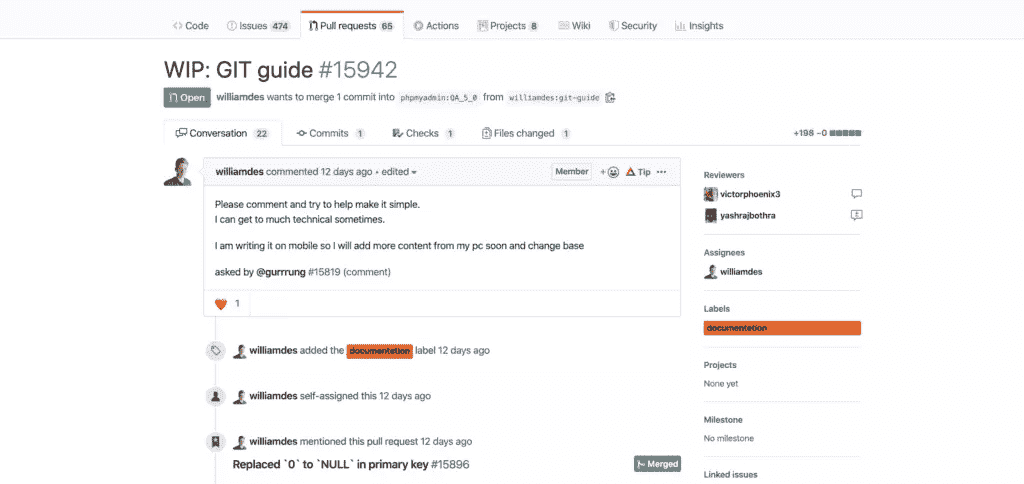 Code Issues 474 Pull requests 65 Actions Projects 8 Wiki Security Insights
WIP: GIT guide #15942
Open williamdes wants to merge 1 commit into phpmyadmin:QA_5_0 from williamdes:git-guide
Conversation 22 Commits 1 Checks 1 Files changed 1 +198 −0
williamdes commented 12 days ago • edited Member + Tip ...
Please comment and try to help make it simple.
I can get to much technical sometimes.
I am writing it on mobile so I will add more content from my pc soon and change base
asked by @gurrrung #15819 (comment)
1
williamdes added the documentation label 12 days ago
williamdes self-assigned this 12 days ago
williamdes mentioned this pull request 12 days ago
Replaced `0` to `NULL` in primary key #15896
Merged
Reviewers
victorphoenix3
yashrajbothra
Assignees
williamdes
Labels
documentation
Projects
None yet
Milestone
No milestone
Linked issues